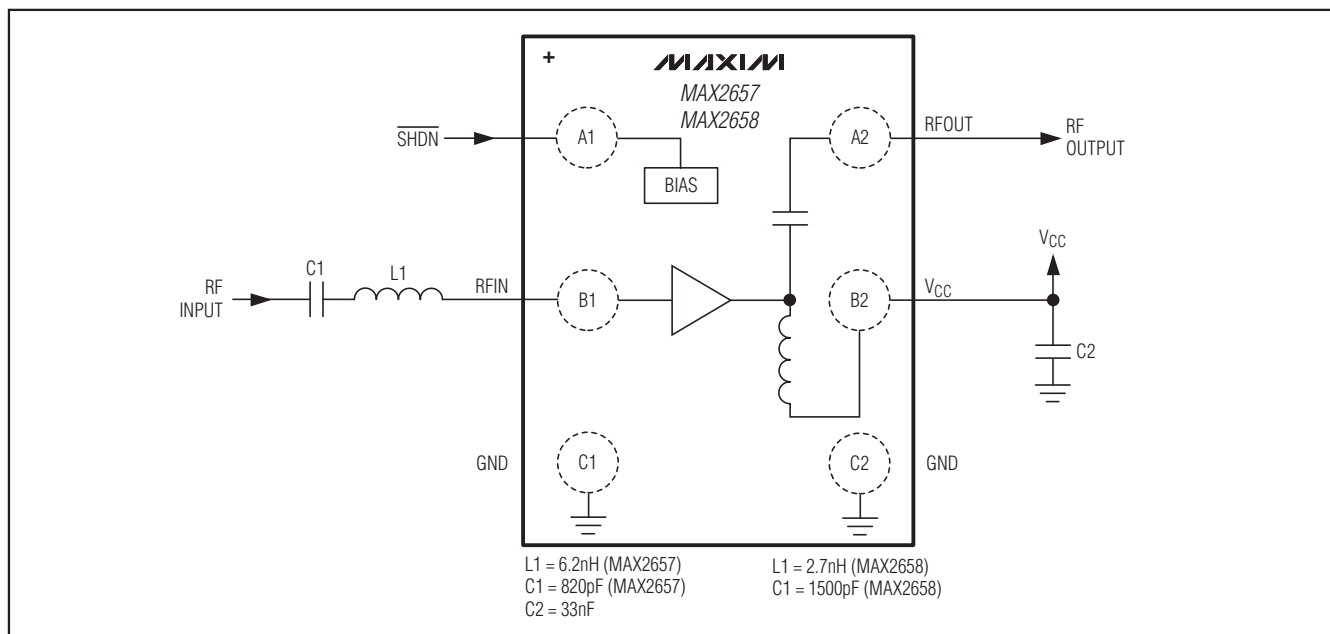 +
MAXIM
MAX2657
MAX2658
SHDN
A1
BIAS
A2
RFOUT
RF
OUTPUT
RF
INPUT
C1
L1
RFIN
B1
B2
VCC
VCC
C2
GND
C1
C2
GND
L1 = 6.2nH (MAX2657)
C1 = 820pF (MAX2657)
C2 = 33nF
L1 = 2.7nH (MAX2658)
C1 = 1500pF (MAX2658)